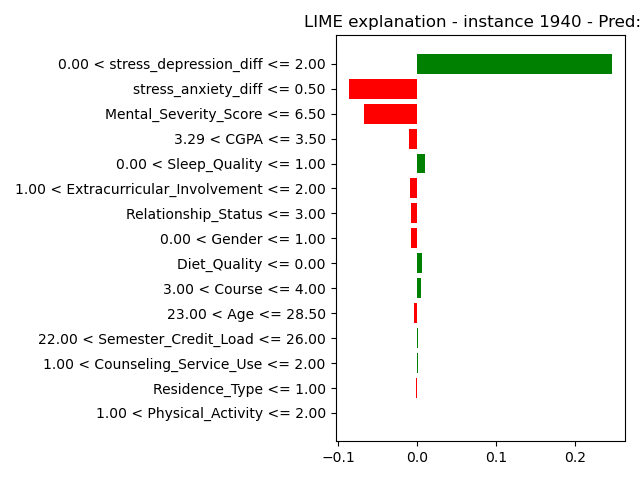 LIME explanation - instance 1940 - Pred:
0.00 < stress_depression_diff <= 2.00
stress_anxiety_diff <= 0.50
Mental_Severity_Score <= 6.50
3.29 < CGPA <= 3.50
0.00 < Sleep_Quality <= 1.00
1.00 < Extracurricular_Involvement <= 2.00
Relationship_Status <= 3.00
0.00 < Gender <= 1.00
Diet_Quality <= 0.00
3.00 < Course <= 4.00
23.00 < Age <= 28.50
22.00 < Semester_Credit_Load <= 26.00
1.00 < Counseling_Service_Use <= 2.00
Residence_Type <= 1.00
1.00 < Physical_Activity <= 2.00
−0.1 0.0 0.1 0.2